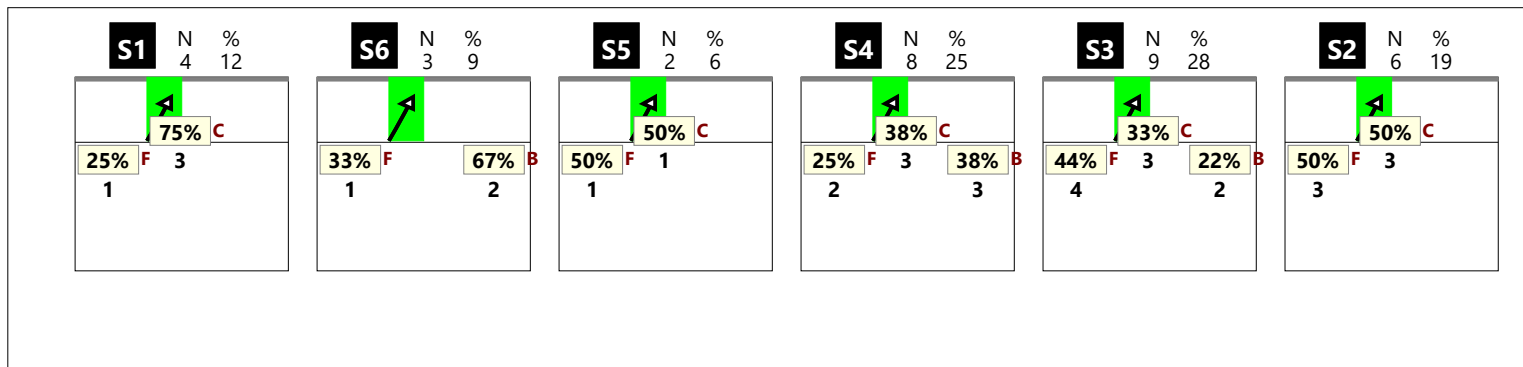 S1 N % S6 N % S5 N % S4 N % S3 N % S2 N %
4 12 3 9 2 6 8 25 9 28 6 19
75% C 50% C 38% C 33% C 50% C
25% F 3 33% F 67% B 50% F 1 25% F 3 38% B 44% F 3 22% B 50% F 3
1 1 2 1 2 3 4 2 3